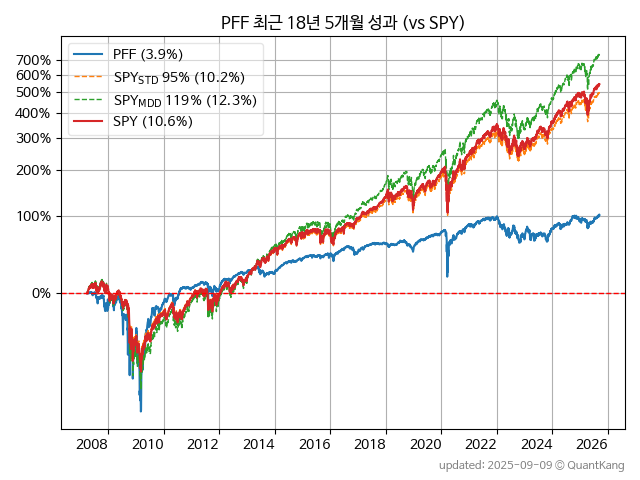 PFF 최근 18년 5개월 성과 (vs SPY)
PFF (3.9%)
SPY_STD 95% (10.2%)
SPY_MDD 119% (12.3%)
SPY (10.6%)
700%
600%
500%
400%
300%
200%
100%
0%
2008 2010 2012 2014 2016 2018 2020 2022 2024 2026
updated: 2025-09-09 © QuantKang